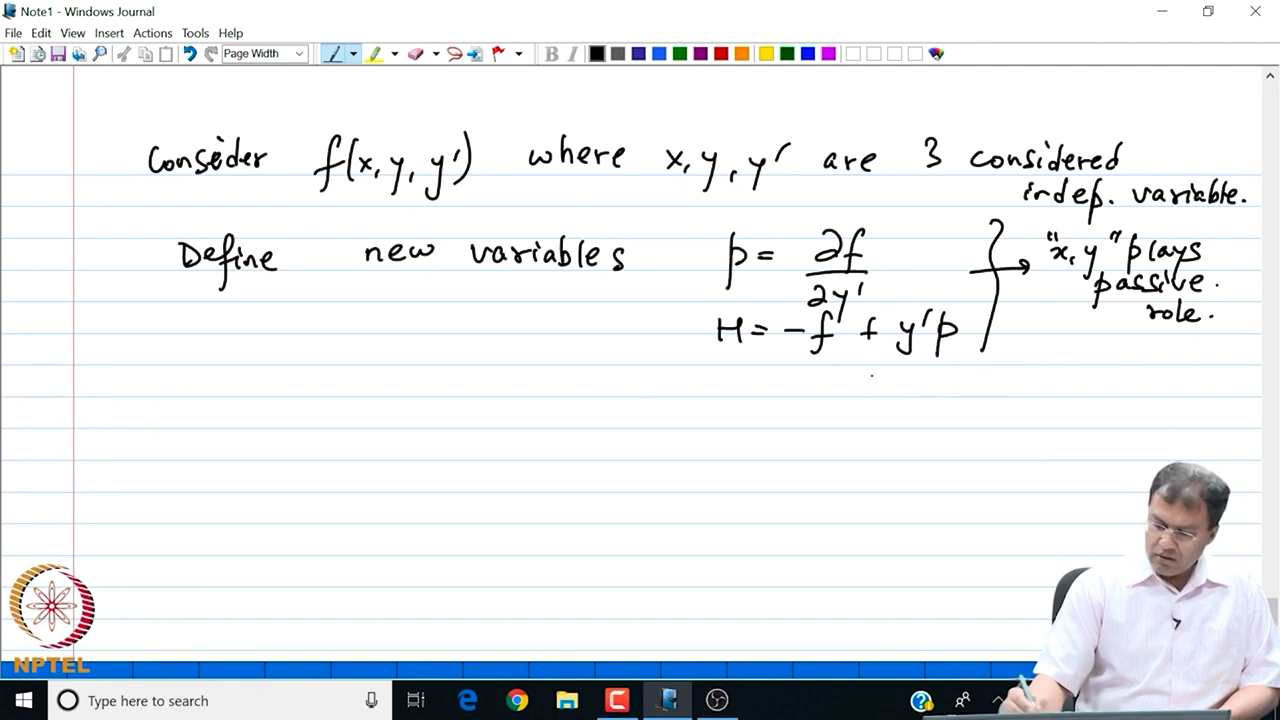 Note1 - Windows Journal
File Edit View Insert Actions Tools Help
Page Width
B I
Consider f(x, y, y') where x, y, y' are 3 considered
indep. variable.
Define new variables p = ∂f/∂y' → "x, y" plays
passive.
role.
H = -f + y'p
NPTEL
Type here to search